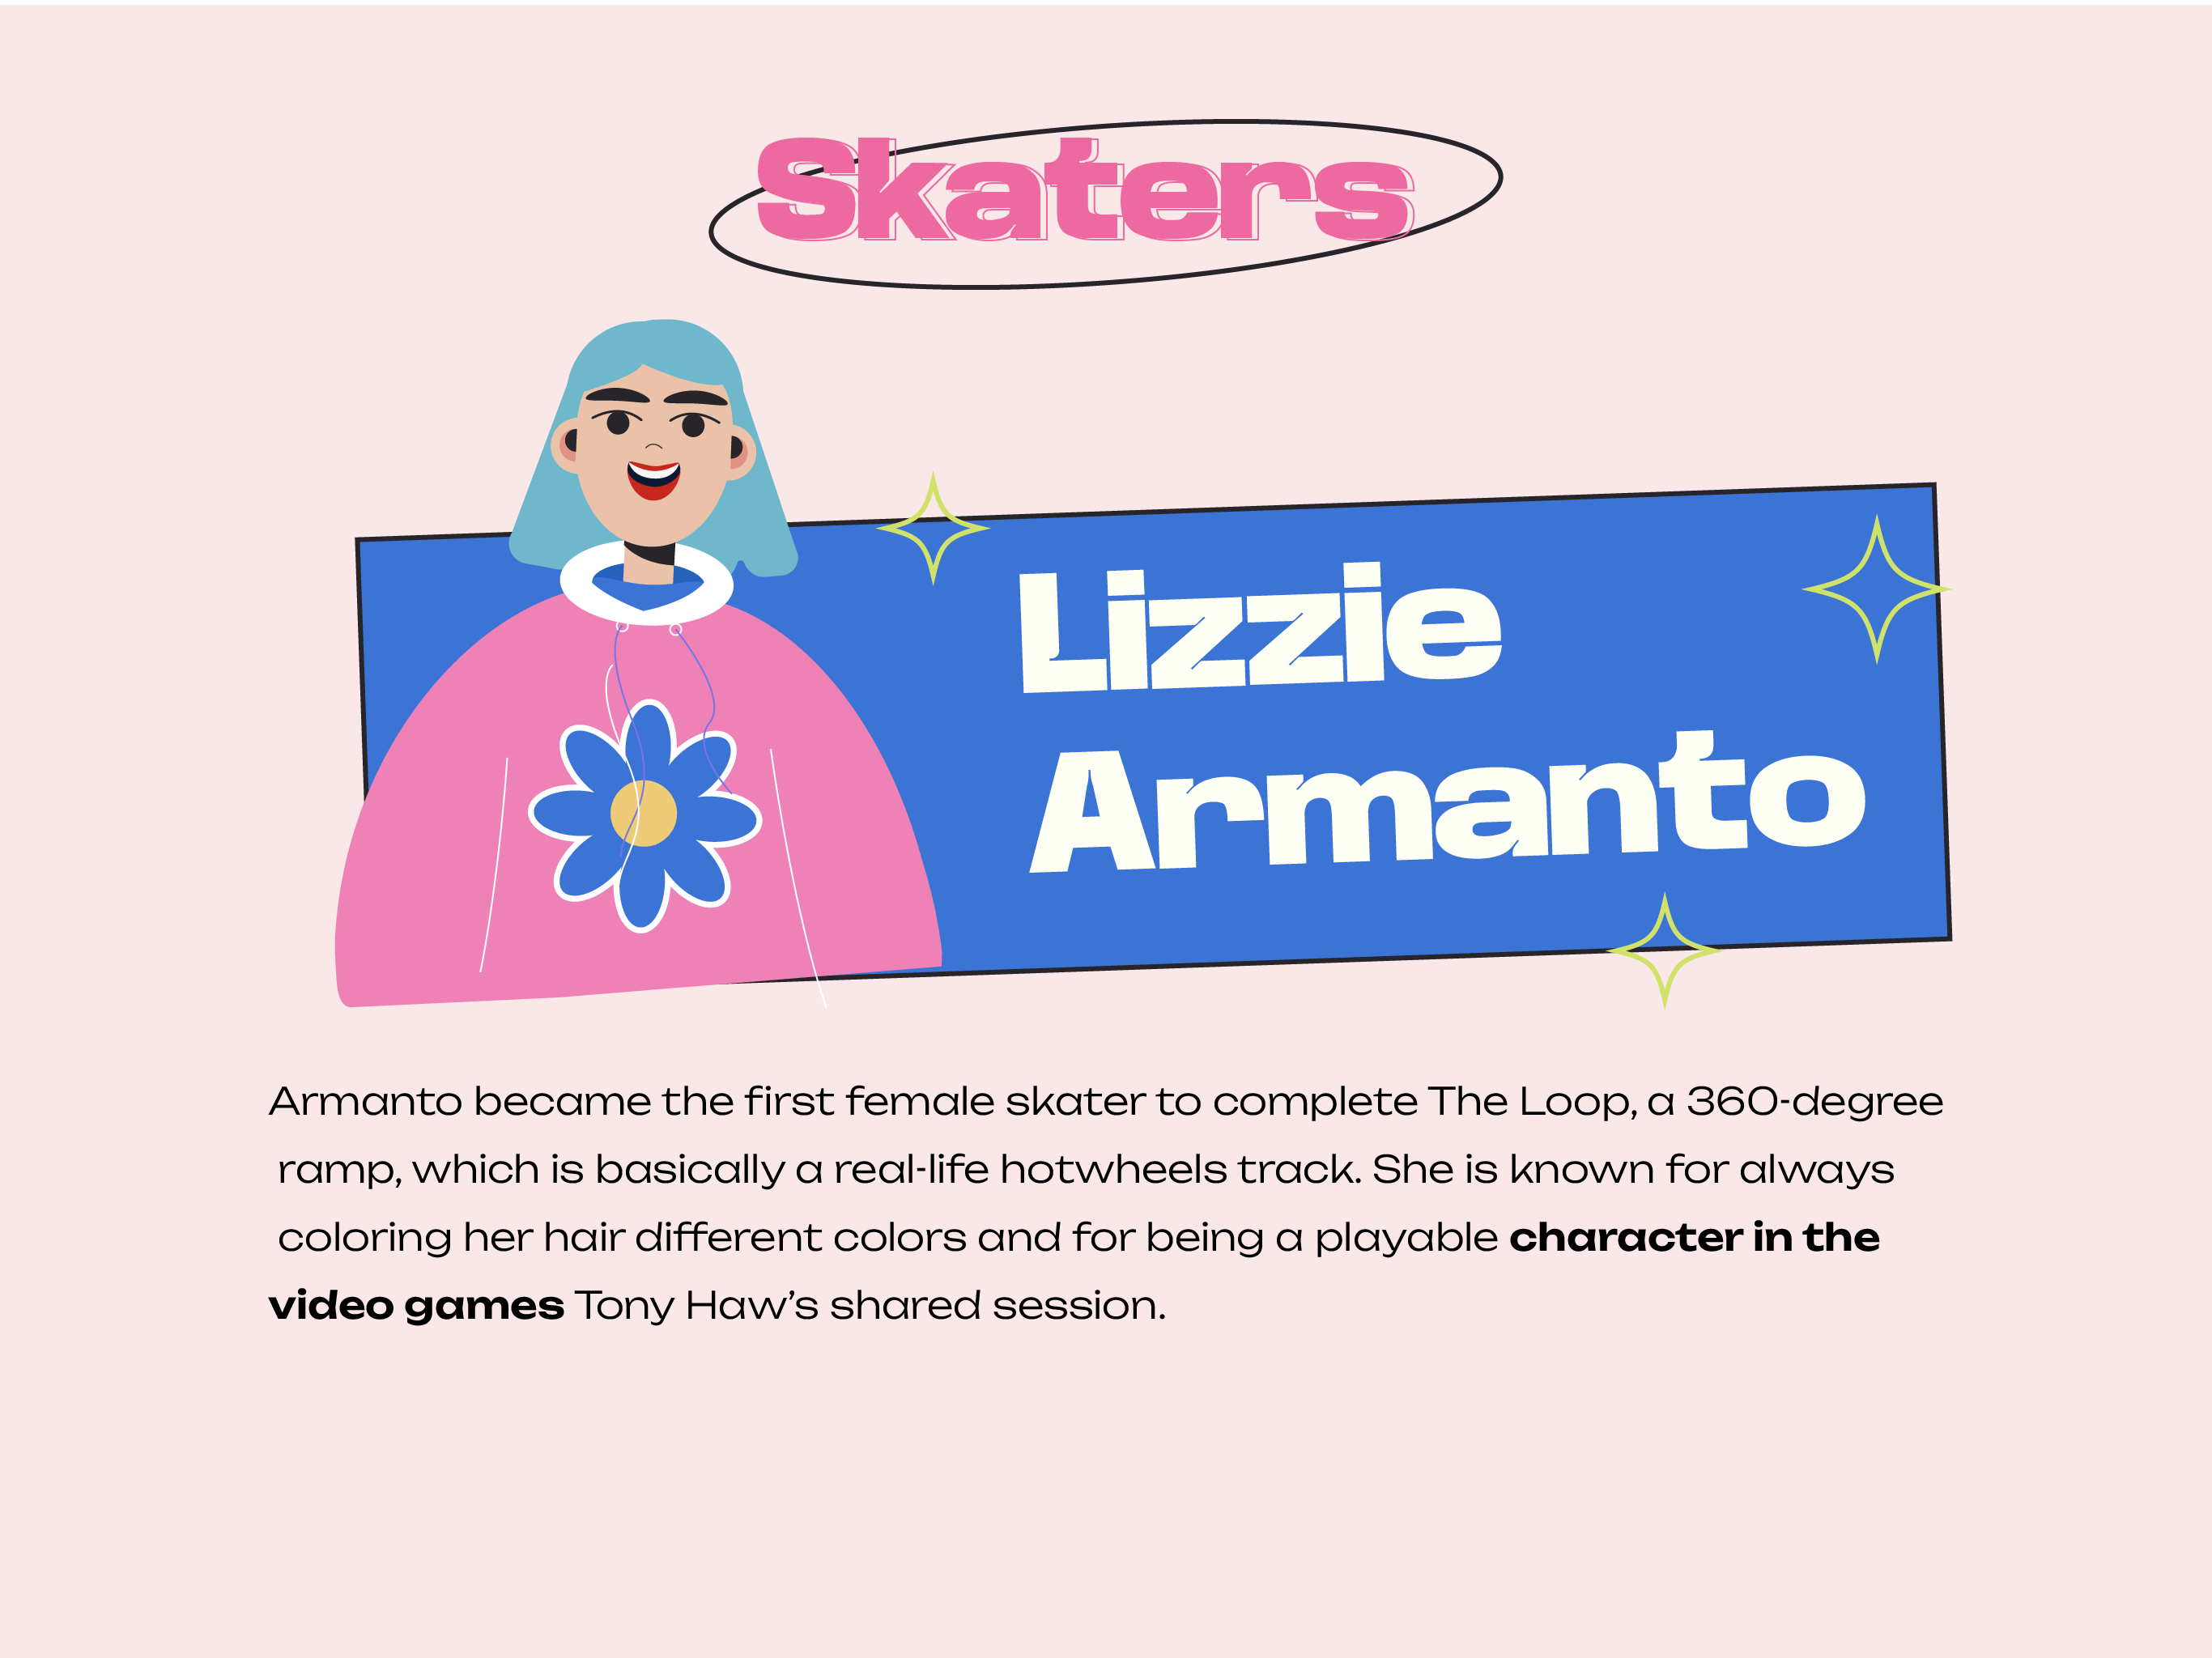 Skaters
Lizzie
Armanto
Armanto became the first female skater to complete The Loop, a 360-degree
ramp, which is basically a real-life hotwheels track. She is known for always
coloring her hair different colors and for being a playable character in the
video games Tony Haw’s shared session.